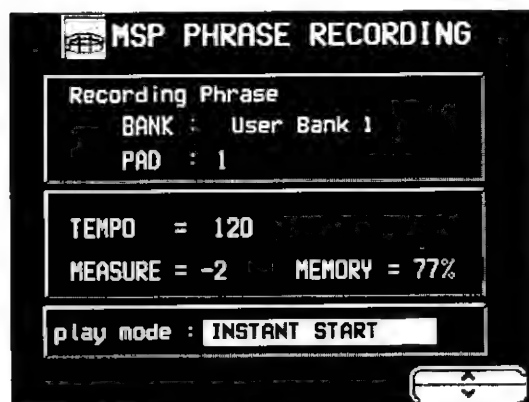 MSP PHRASE RECORDING
Recording Phrase
BANK : User Bank 1
PAD : 1
TEMPO = 120
MEASURE = -2 MEMORY = 77%
play mode : INSTANT START